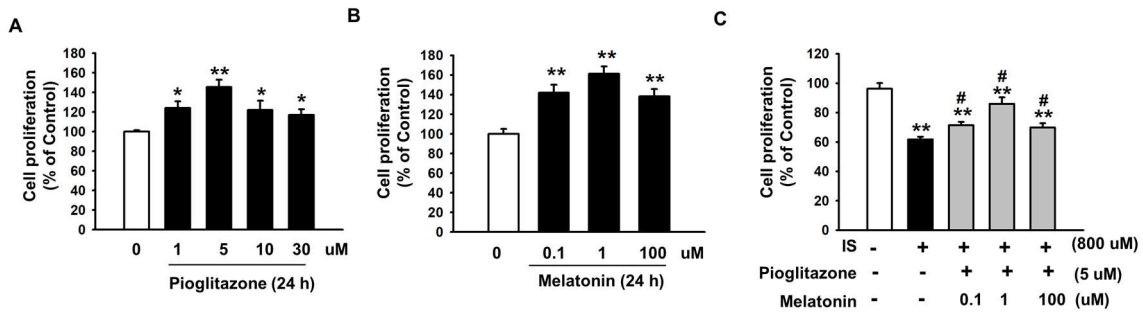 A
Cell proliferation
(% of Control)
180
160
140
120
100
80
60
40
20
0
*
**
*
*
0 1 5 10 30 uM
Pioglitazone (24 h)
B
Cell proliferation
(% of Control)
180
160
140
120
100
80
60
40
20
0
**
**
**
0 0.1 1 100 uM
Melatonin (24 h)
C
Cell proliferation
(% of Control)
120
100
80
60
40
20
0
**
#
**
#
**
#
**
IS - + + + + (800 uM)
Pioglitazone - - + + + (5 uM)
Melatonin - - 0.1 1 100 (uM)